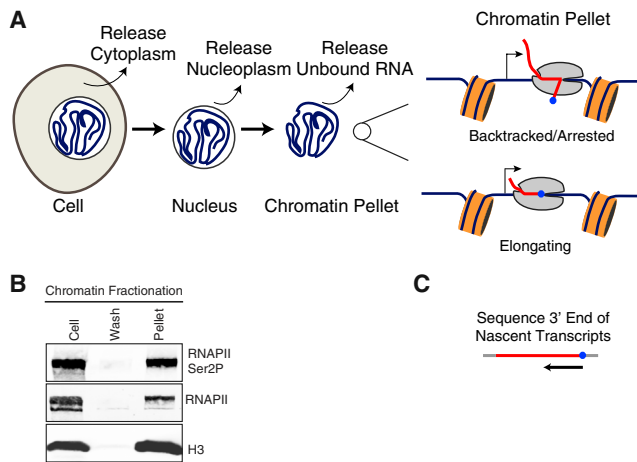 A
Release
Cytoplasm
Release
Nucleoplasm
Release
Unbound RNA
Chromatin Pellet
Backtracked/Arrested
Cell
Nucleus
Chromatin Pellet
Elongating
B
Chromatin Fractionation
Cell
Wash
Pellet
RNAPII
Ser2P
RNAPII
H3
C
Sequence 3' End of
Nascent Transcripts